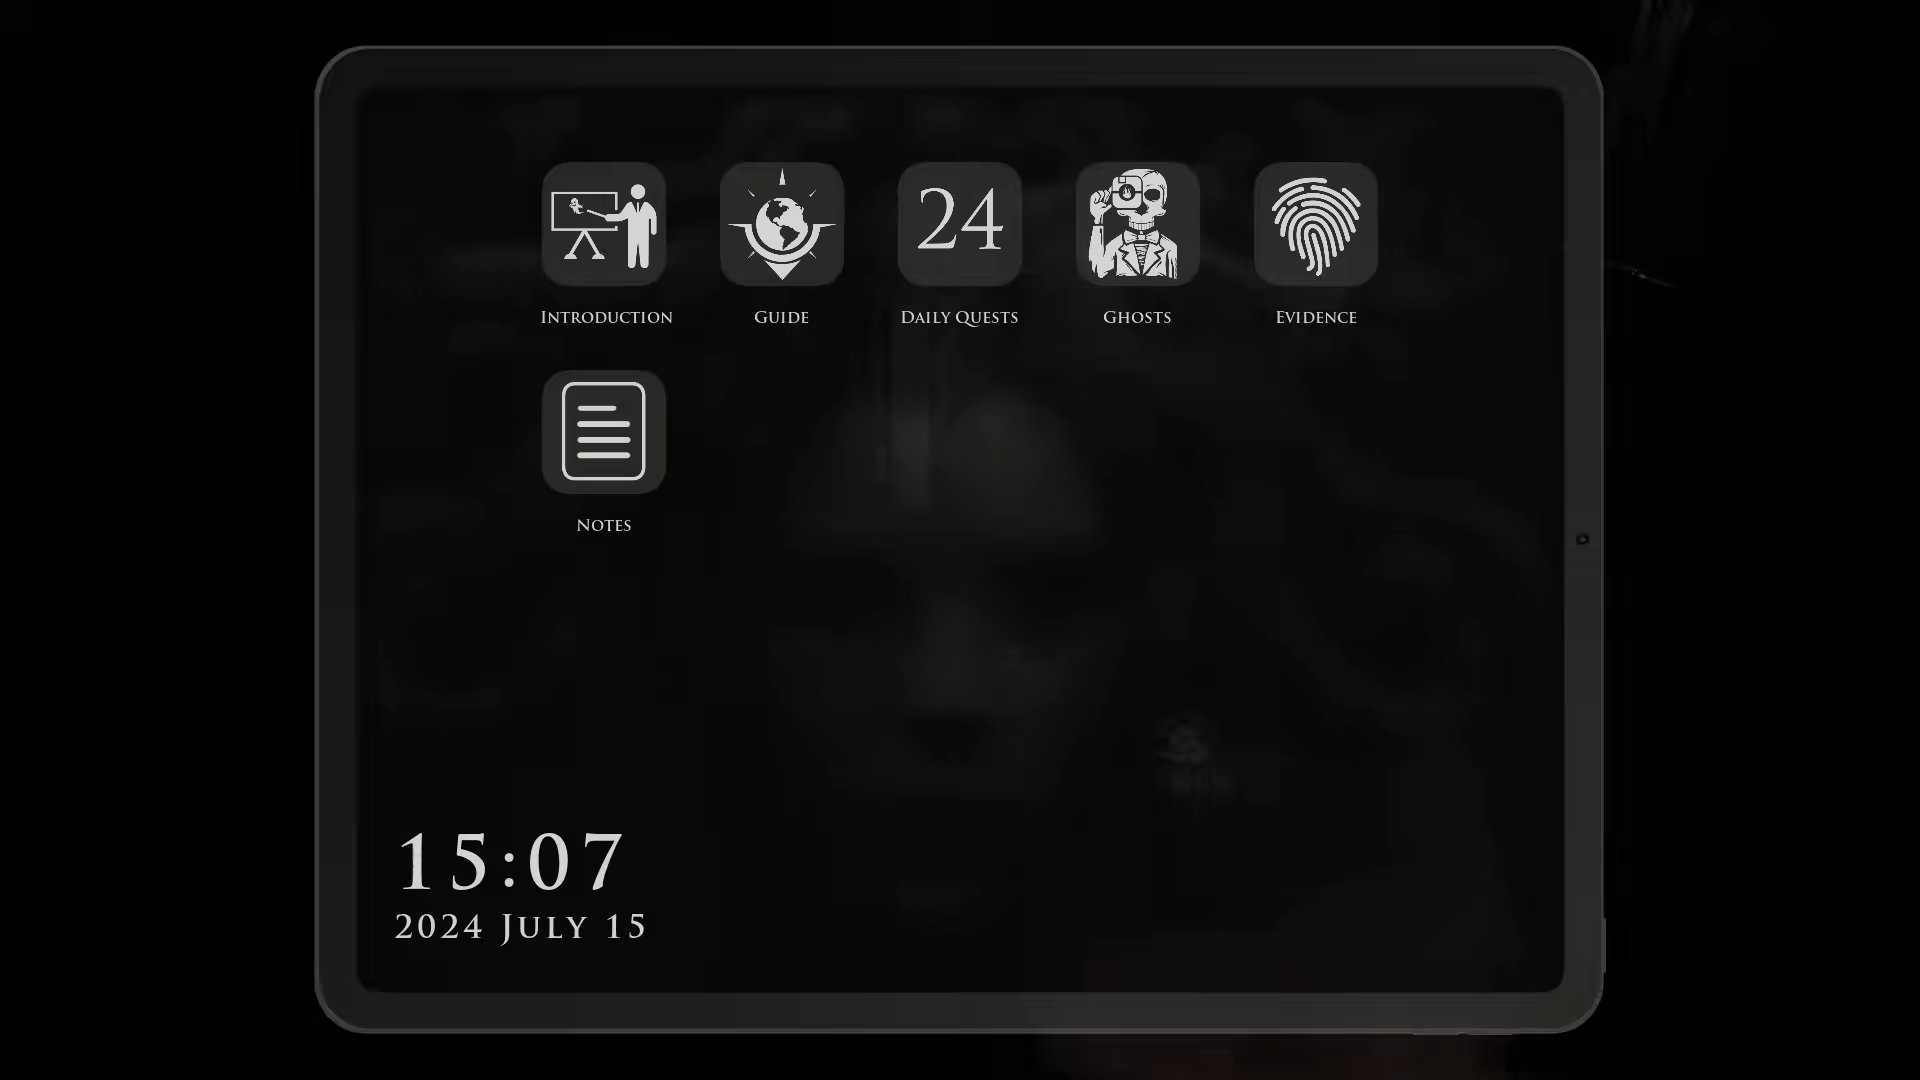 24
Introduction
Guide
Daily Quests
Ghosts
Evidence
Notes
15:07
2024 July 15